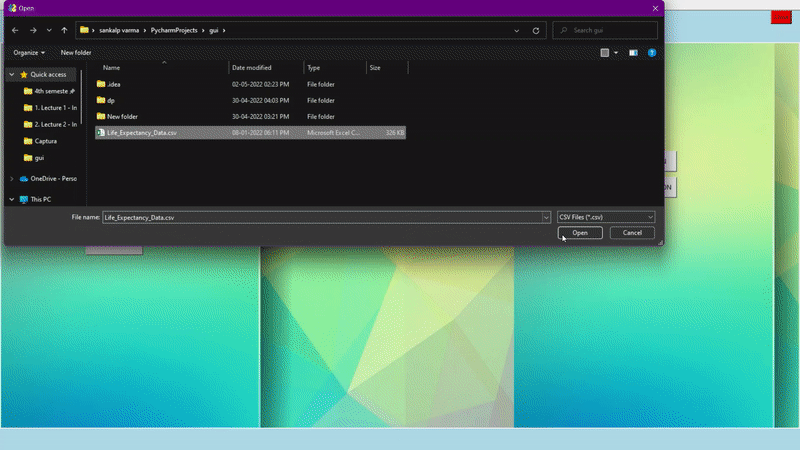 Open
sankalp varma > PycharmProjects > gui >
Search gui
Organize
New folder
Name Date modified Type Size
Quick access
4th semeste
1. Lecture 1 - In
2. Lecture 2 - In
Captura
gui
OneDrive - Perso
This PC
.idea 02-05-2022 02:23 PM File folder
dp 30-04-2022 04:03 PM File folder
New folder 30-04-2022 03:21 PM File folder
Life_Expectancy_Data.csv 08-01-2022 06:11 PM Microsoft Excel C... 326 KB
File name: Life_Expectancy_Data.csv CSV Files (*.csv)
Open Cancel
ON